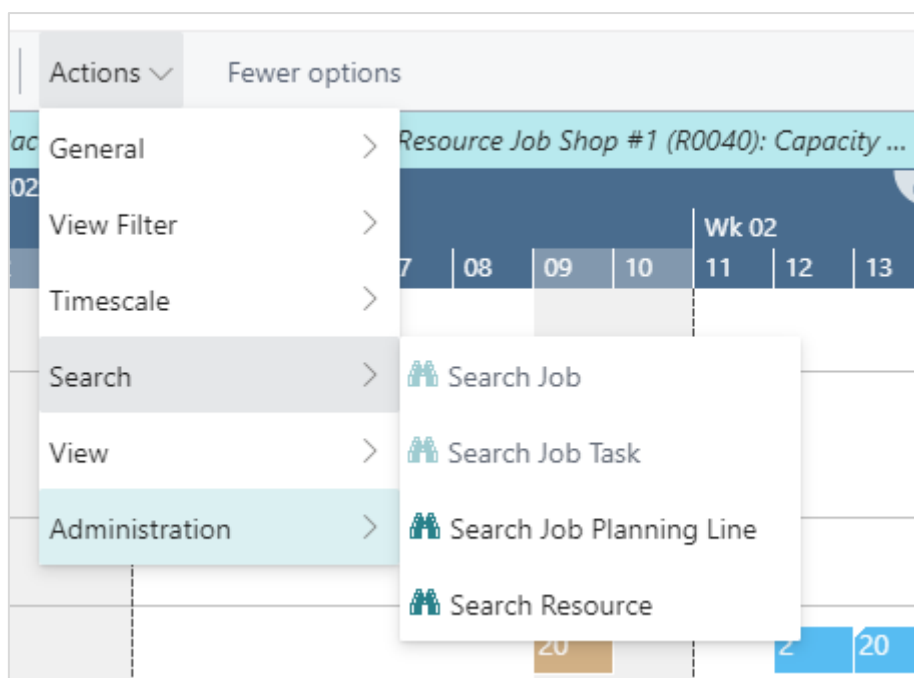 Actions
Fewer options
General
Resource Job Shop #1 (R0040): Capacity ...
02
View Filter
Wk 02
7 08 09 10 11 12 13
Timescale
Search
Search Job
View
Search Job Task
Administration
Search Job Planning Line
Search Resource
20 2 20